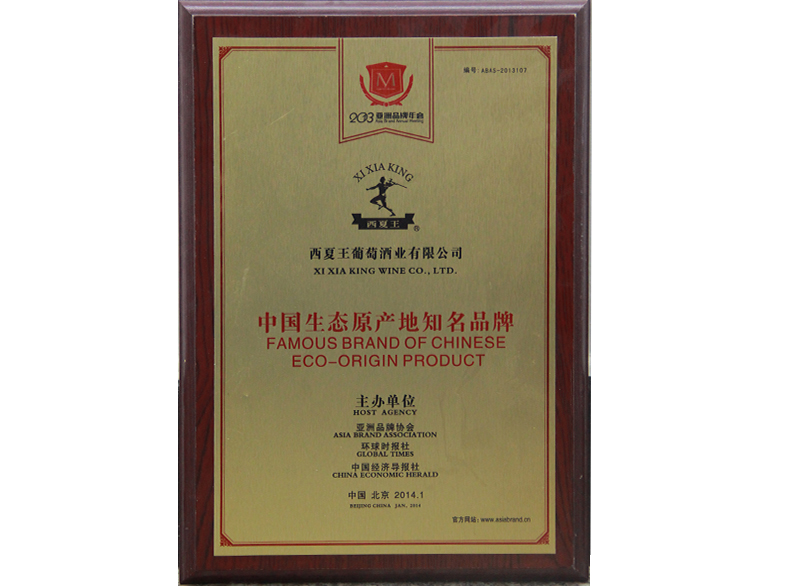 编号: ABAS-2013107
M
2013 亚洲品牌年会
Asia Brand Annual Meeting
XI XIA KING
西夏王
®
西夏王葡萄酒业有限公司
XI XIA KING WINE CO., LTD.
中国生态原产地知名品牌
FAMOUS BRAND OF CHINESE
ECO-ORIGIN PRODUCT
主办单位
HOST AGENCY
亚洲品牌协会
ASIA BRAND ASSOCIATION
环球时报社
GLOBAL TIMES
中国经济导报社
CHINA ECONOMIC HERALD
中国 北京 2014.1
BEIJING CHINA JAN, 2014
官方网站: www.asiabrand.cn